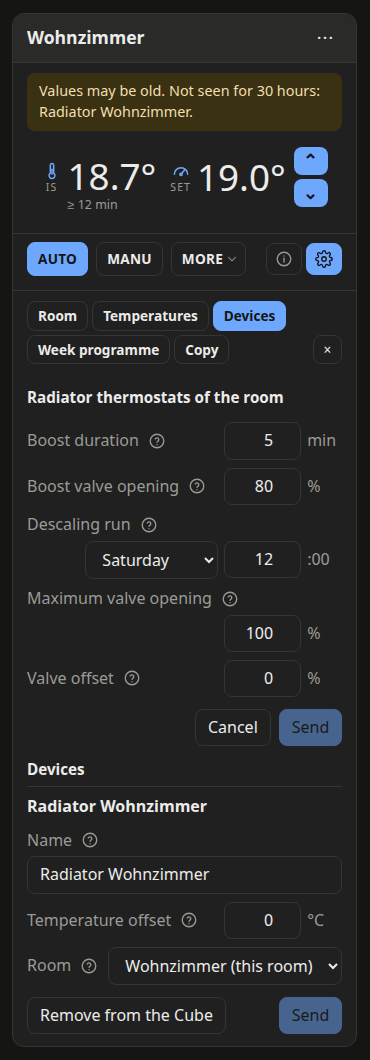 Wohnzimmer ...
Values may be old. Not seen for 30 hours:
Radiator Wohnzimmer.
IS 18.7° SET 19.0°
≥ 12 min
AUTO MANU MORE
Room Temperatures Devices
Week programme Copy ×
Radiator thermostats of the room
Boost duration ? 5 min
Boost valve opening ? 80 %
Descaling run ?
Saturday 12 :00
Maximum valve opening ?
100 %
Valve offset ? 0 %
Cancel Send
Devices
Radiator Wohnzimmer
Name ?
Radiator Wohnzimmer
Temperature offset ? 0 °C
Room ? Wohnzimmer (this room)
Remove from the Cube Send